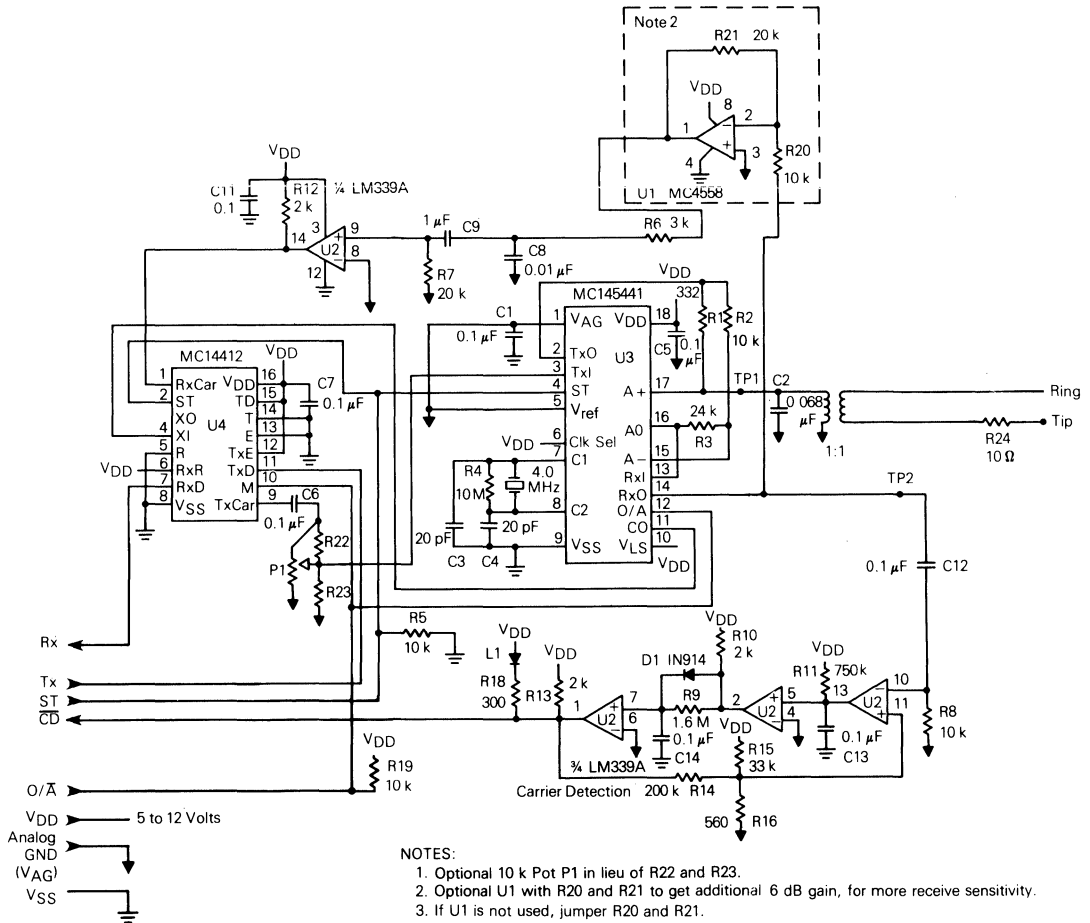 Note 2
R21 20 k
VDD
8
2
1
3
4
R20
10 k
U1 MC4558
VDD
C11
0.1
R12
2 k
¼ LM339A
3
14
9
8
U2
12
1 µF
C9
R6 3 k
C8
0.01 µF
R7
20 k
VDD
MC145441
332
R1
R2
10 k
C1
0.1 µF
1 VAG
VDD 18
U3
C5
0.1 µF
2 TxO
3 TxI
4 ST
5 Vref
A+ 17
TP1
C2
0.068 µF
1:1
Ring
Tip
R24
10 Ω
A0 16
24 k
R3
VDD
6 Clk Sel
A− 15
7 C1
RxI 13
RxO 14
TP2
R4
10 M
4.0 MHz
8 C2
O/A 12
CO 11
20 pF
20 pF
9 VSS
VLS 10
VDD
C3 C4
MC14412
VDD
1 RxCar
VDD 16
C7
0.1 µF
2 ST
TD 15
U4
XO
T 14
4 XI
E 13
5 R
TxE 12
VDD
6 RxR
TxD 11
7 RxD
M 10
8 VSS
TxCar 9
C6
0.1 µF
R22
P1
R23
0.1 µF C12
Rx
R5
10 k
Tx
ST
C̅D̅
VDD
L1
R18
300
VDD
R13
2 k
1
7
6
U2
D1 IN914
VDD
R10
2 k
R9
1.6 M
0.1 µF
C14
2
5
4
U2
VDD
R11
750k
13
10
11
U2
0.1 µF
C13
R8
10 k
¾ LM339A
VDD
R15
33 k
Carrier Detection
200 k R14
560 R16
VDD
R19
10 k
O/A̅
VDD
5 to 12 Volts
Analog
GND
(VAG)
VSS
NOTES:
1. Optional 10 k Pot P1 in lieu of R22 and R23.
2. Optional U1 with R20 and R21 to get additional 6 dB gain, for more receive sensitivity.
3. If U1 is not used, jumper R20 and R21.